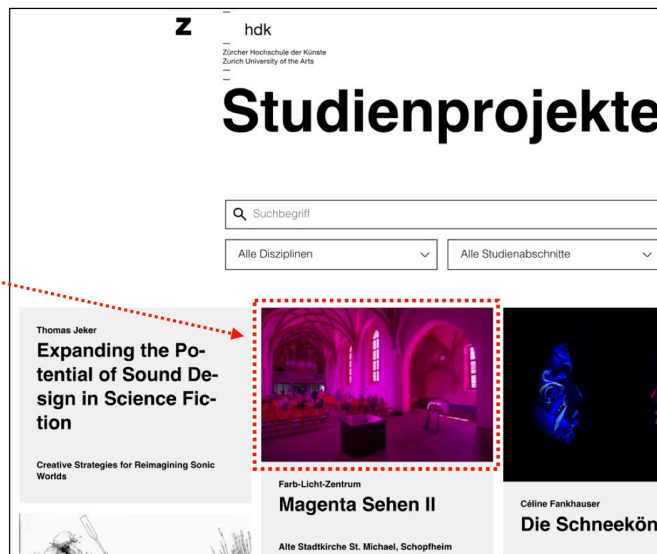 Z hdk
Zürcher Hochschule der Künste
Zurich University of the Arts
Studienprojekte
Suchbegriff
Alle Disziplinen
Alle Studienabschnitte
Thomas Jeker
Expanding the Po-
tential of Sound De-
sign in Science Fic-
tion
Creative Strategies for Reimagining Sonic
Worlds
Farb-Licht-Zentrum
Magenta Sehen II
Alte Stadtkirche St. Michael, Schopfheim
Céline Fankhauser
Die Schneekön